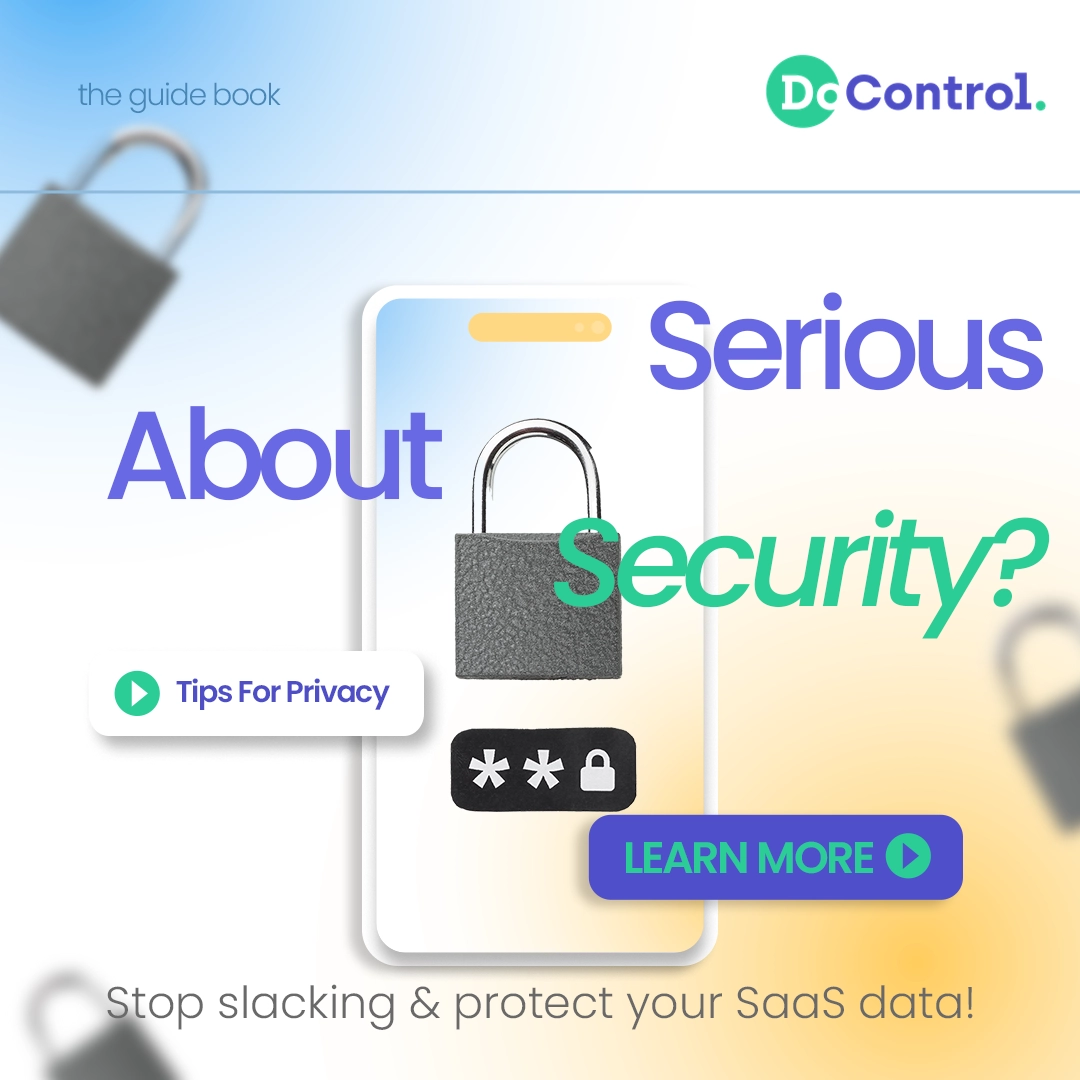 the guide book
DoControl.
Serious
About
Security?
Tips For Privacy
**
LEARN MORE
Stop slacking & protect your SaaS data!